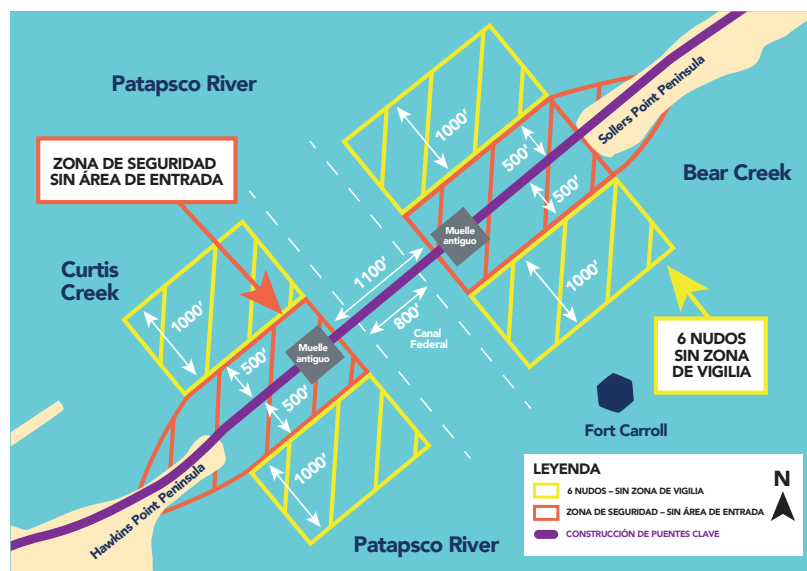 Patapsco River
Sollers Point Peninsula
1000’
500’
500’
1000’
ZONA DE SEGURIDAD
SIN ÁREA DE ENTRADA
Bear Creek
Muelle
antiguo
Curtis
Creek
1100’
800’
Canal
Federal
1000’
500’
500’
1000’
Muelle
antiguo
6 NUDOS
SIN ZONA
DE VIGILIA
Fort Carroll
Hawkins Point Peninsula
Patapsco River
LEYENDA
6 NUDOS – SIN ZONA DE VIGILIA
ZONA DE SEGURIDAD – SIN ÁREA DE ENTRADA
CONSTRUCCIÓN DE PUENTES CLAVE
N